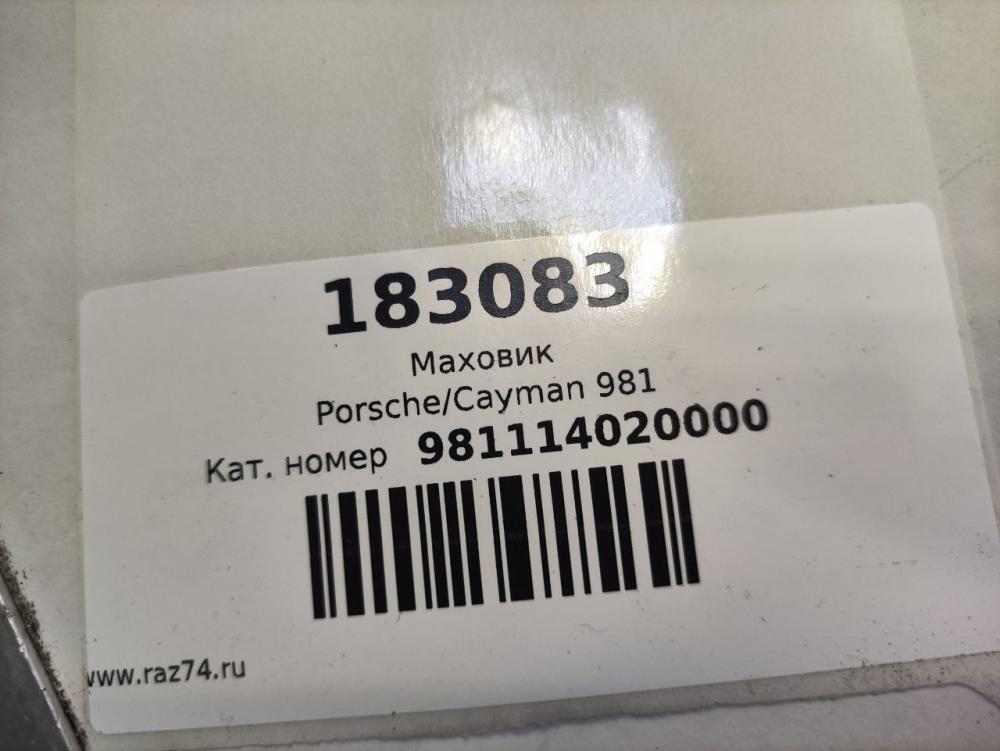 183083
Маховик
Porsche/Cayman 981
Кат. номер 981114020000
www.raz74.ru